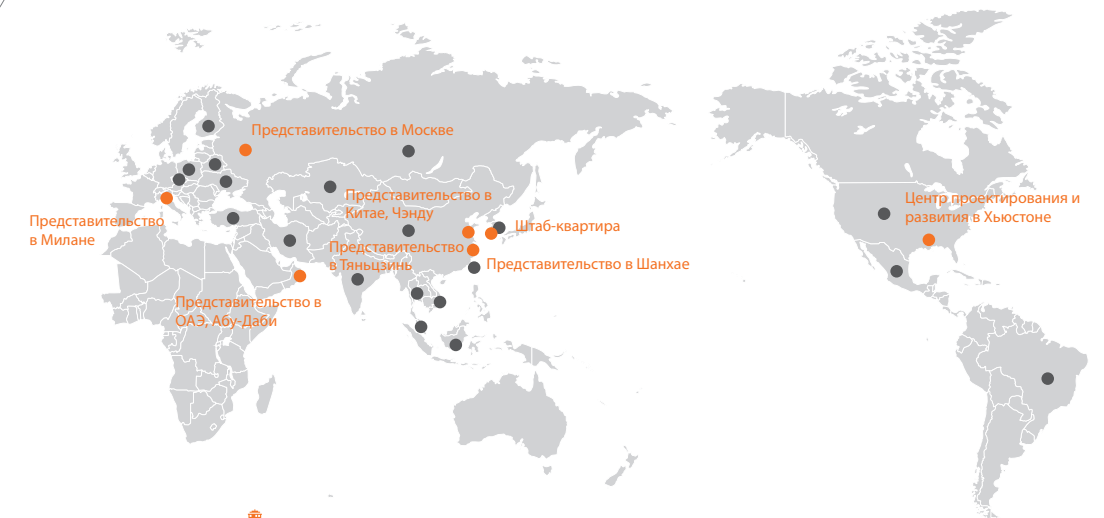 Представительство в Москве
Представительство в
Китае, Чэнду
Центр проектирования и
развития в Хьюстоне
Представительство
в Милане
Штаб-квартира
Представительство
в Тяньцзинь
Представительство в Шанхае
Представительство в
ОАЭ, Абу-Даби